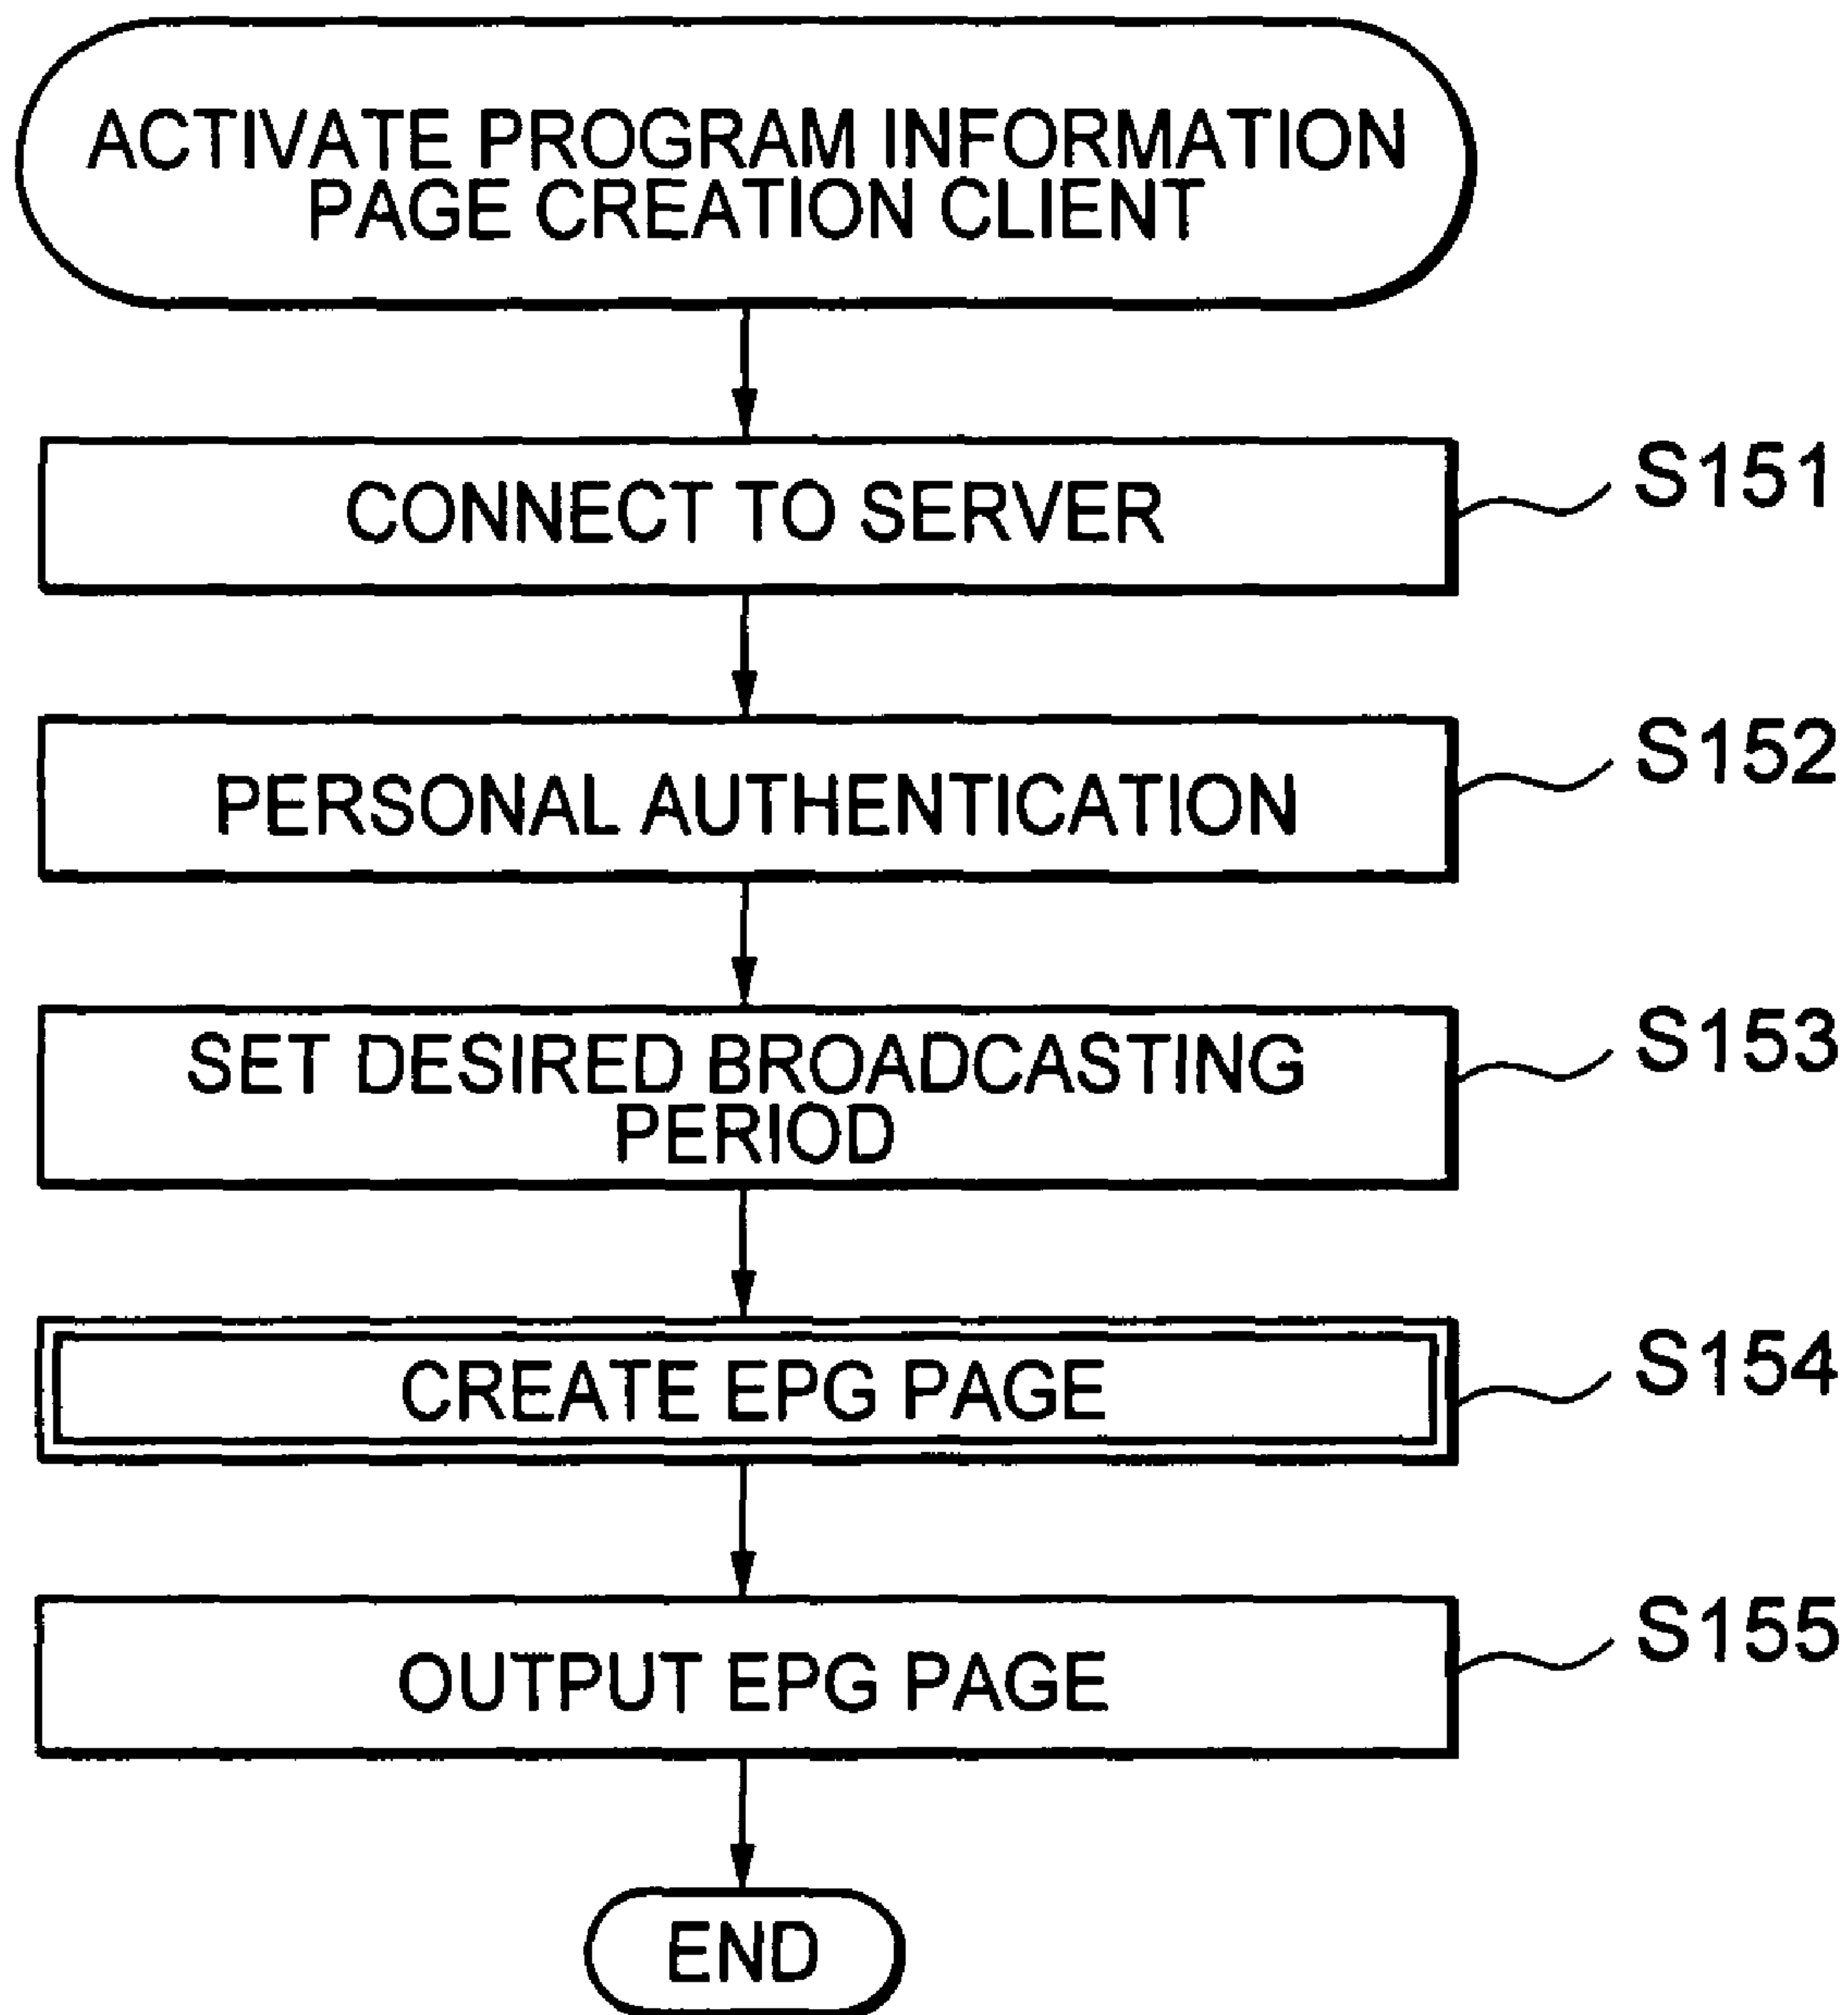 ACTIVATE PROGRAM INFORMATION
PAGE CREATION CLIENT
CONNECT TO SERVER
S151
PERSONAL AUTHENTICATION
S152
SET DESIRED BROADCASTING
PERIOD
S153
CREATE EPG PAGE
S154
OUTPUT EPG PAGE
S155
END